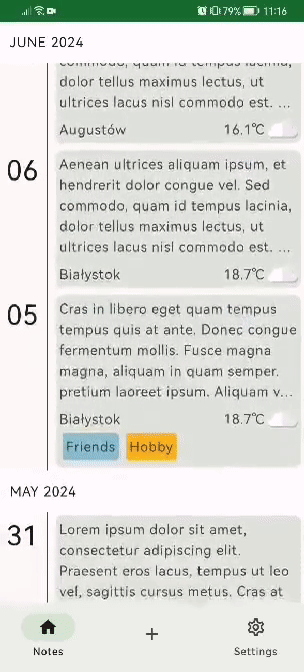 79% 11:16
JUNE 2024
commodo, quam id tempus lacinia,
dolor tellus maximus lectus, ut
ultrices lacus nisl commodo est. ...
Augustów 16.1°C
06
Aenean ultrices aliquam ipsum, et
hendrerit dolor congue vel. Sed
commodo, quam id tempus lacinia,
dolor tellus maximus lectus, ut
ultrices lacus nisl commodo est. ...
Białystok 18.7°C
05
Cras in libero eget quam tempus
tempus quis at ante. Donec congue
fermentum mollis. Fusce magna
magna, aliquam in quam semper,
pretium laoreet ipsum. Aliquam v...
Białystok 18.7°C
Friends Hobby
MAY 2024
31
Lorem ipsum dolor sit amet,
consectetur adipiscing elit.
Praesent eros lacus, tempus ut leo
vel, sagittis cursus metus. Cras at
Notes
+
Settings